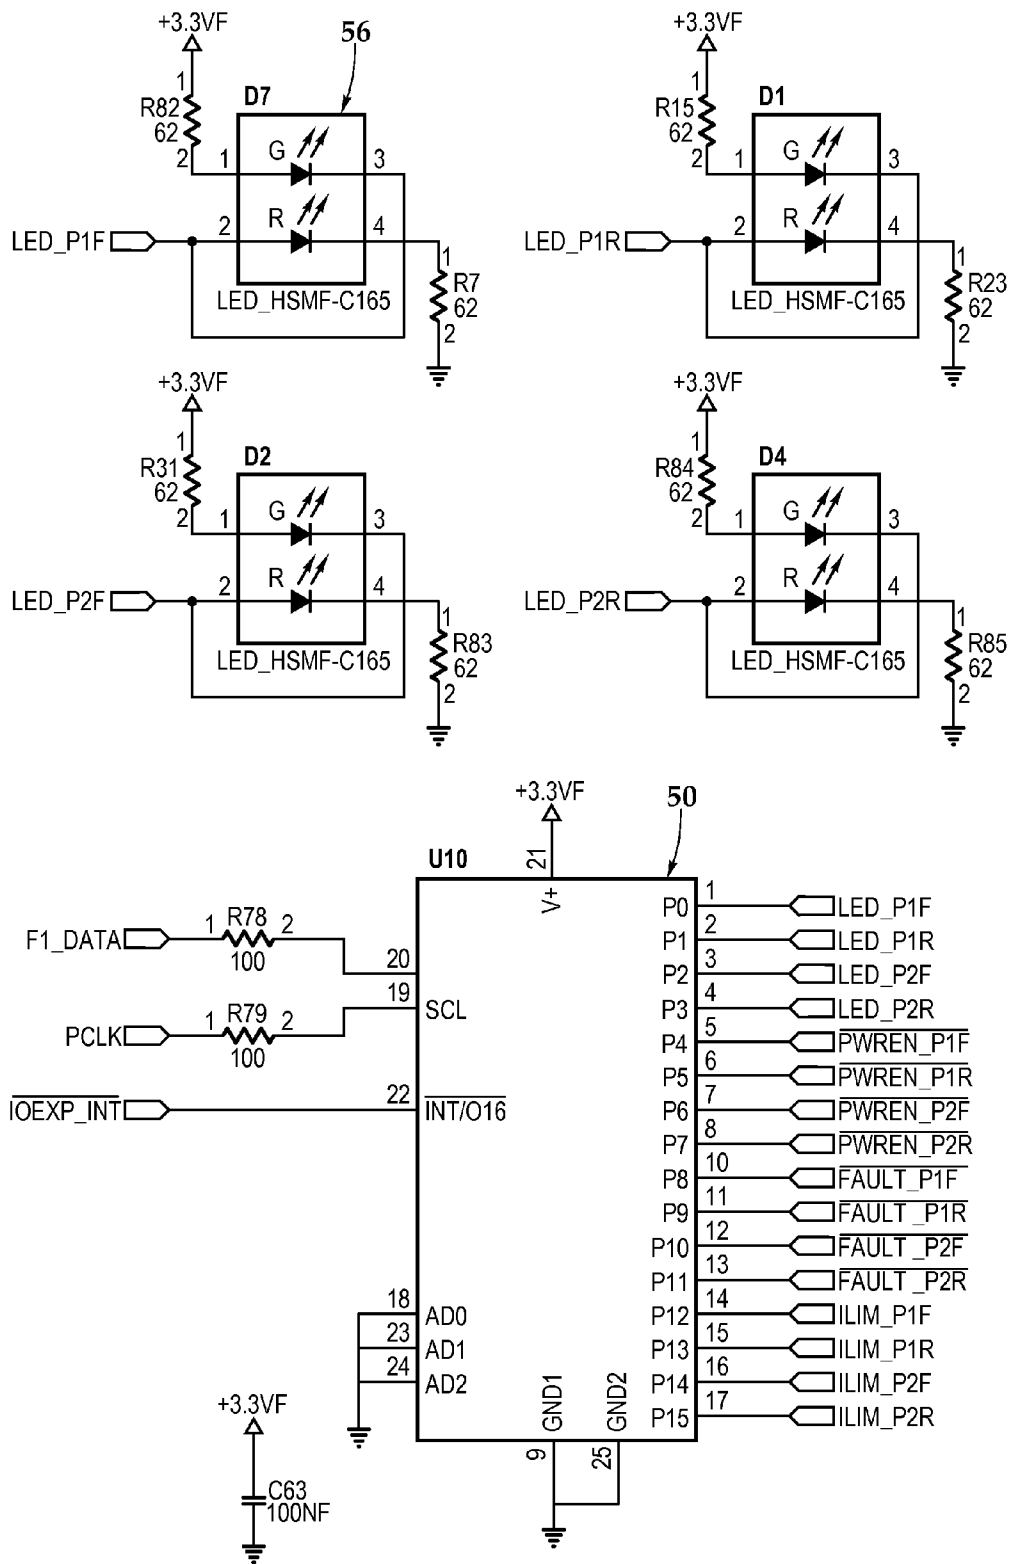 +3.3VF
56
1
R82
62
2
D7
G
R
1
2
3
4
LED_P1F
LED_HSMF-C165
1
R7
62
2
+3.3VF
1
R15
62
2
D1
G
R
1
2
3
4
LED_P1R
LED_HSMF-C165
1
R23
62
2
+3.3VF
1
R31
62
2
D2
G
R
1
2
3
4
LED_P2F
LED_HSMF-C165
1
R83
62
2
+3.3VF
1
R84
62
2
D4
G
R
1
2
3
4
LED_P2R
LED_HSMF-C165
1
R85
62
2
+3.3VF
50
U10
21
V+
F1_DATA 1 R78 2
100
20
19 SCL
PCLK 1 R79 2
100
IOEXP_INT 22 INT/O16
18 AD0
23 AD1
24 AD2
P0 1 LED_P1F
P1 2 LED_P1R
P2 3 LED_P2F
P3 4 LED_P2R
P4 5 PWREN_P1F
P5 6 PWREN_P1R
P6 7 PWREN_P2F
P7 8 PWREN_P2R
P8 10 FAULT_P1F
P9 11 FAULT_P1R
P10 12 FAULT_P2F
P11 13 FAULT_P2R
P12 14 ILIM_P1F
P13 15 ILIM_P1R
P14 16 ILIM_P2F
P15 17 ILIM_P2R
GND1
GND2
9
25
+3.3VF
C63
100NF